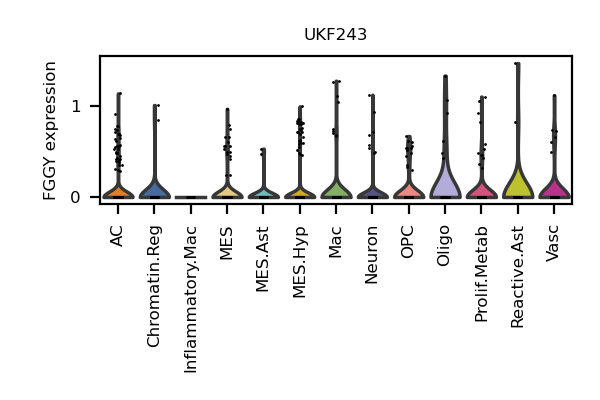 UKF243
FGGY expression
1
0
AC
Chromatin.Reg
Inflammatory.Mac
MES
MES.Ast
MES.Hyp
Mac
Neuron
OPC
Oligo
Prolif.Metab
Reactive.Ast
Vasc